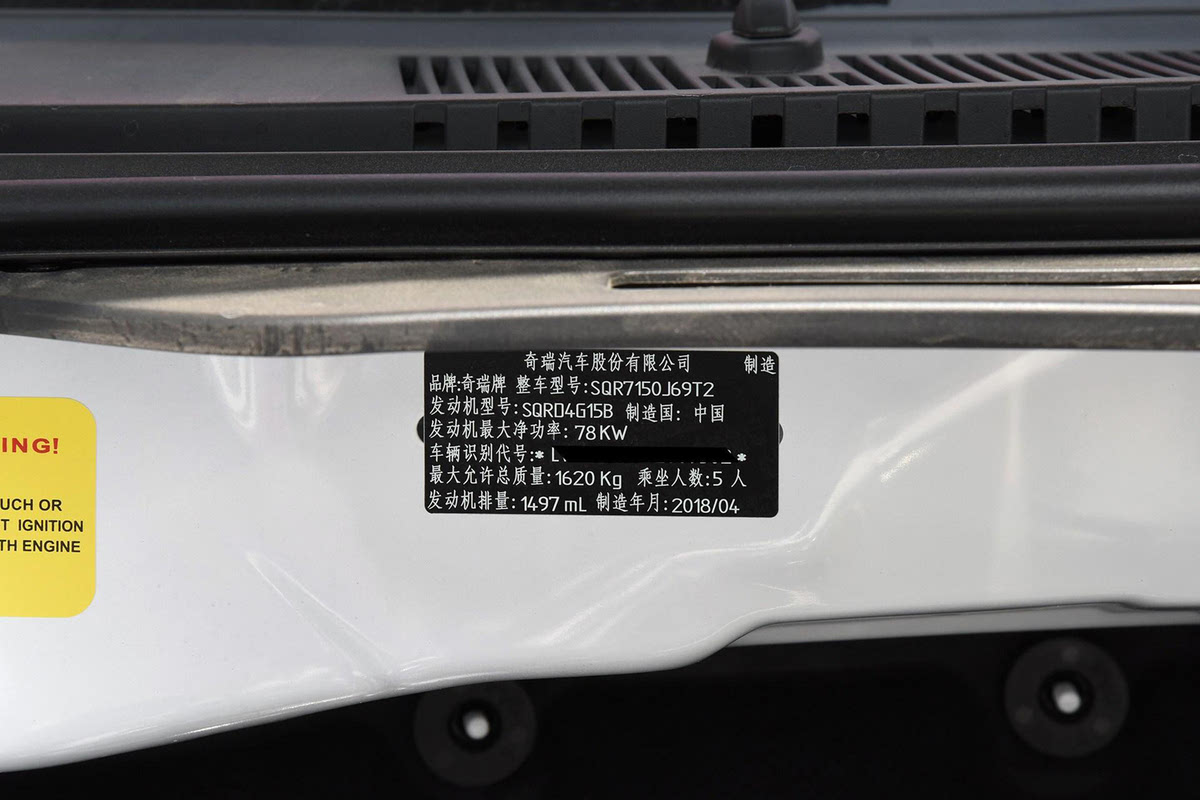 奇瑞汽车股份有限公司 制造
品牌:奇瑞牌 整车型号:SQR7150J69T2
发动机型号:SQRD4G15B 制造国: 中国
发动机最大净功率: 78KW
车辆识别代号:* L *
最大允许总质量: 1620 Kg 乘坐人数: 5 人
发动机排量: 1497 mL 制造年月: 2018/04
ING!
UCH OR
T IGNITION
TH ENGINE